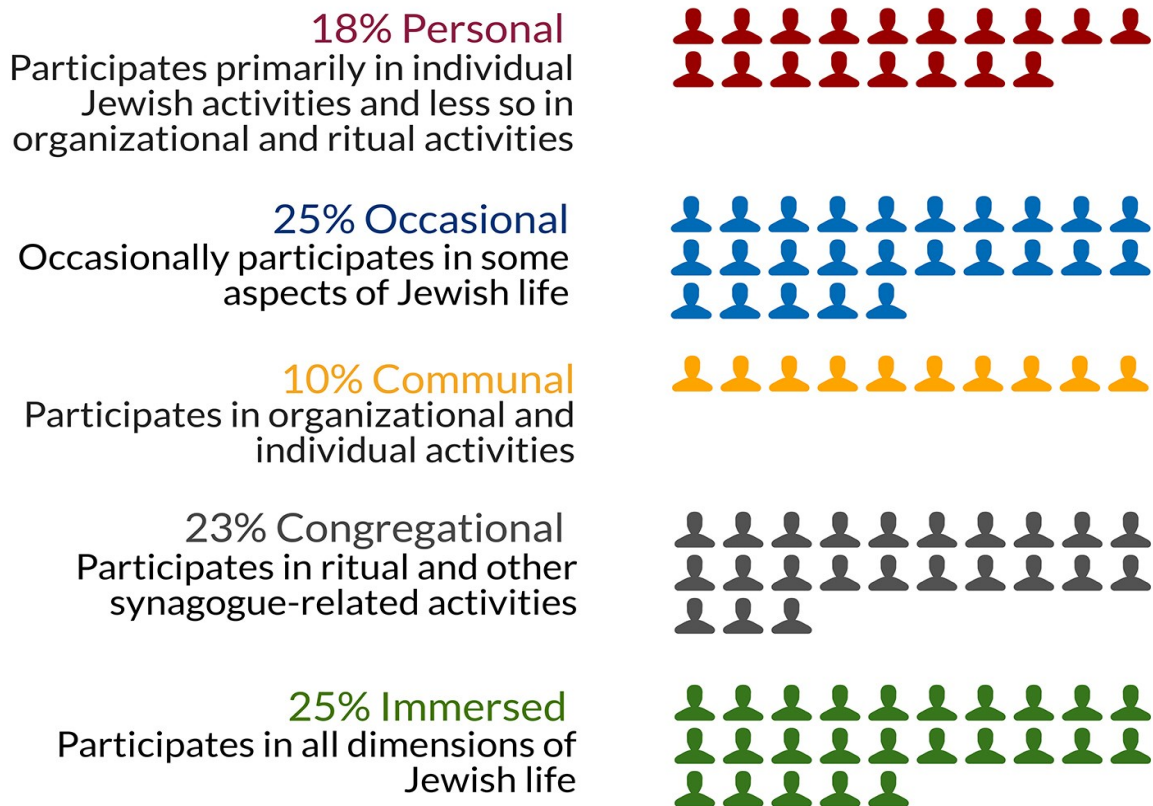 18% Personal
Participates primarily in individual
Jewish activities and less so in
organizational and ritual activities
25% Occasional
Occasionally participates in some
aspects of Jewish life
10% Communal
Participates in organizational and
individual activities
23% Congregational
Participates in ritual and other
synagogue-related activities
25% Immersed
Participates in all dimensions of
Jewish life